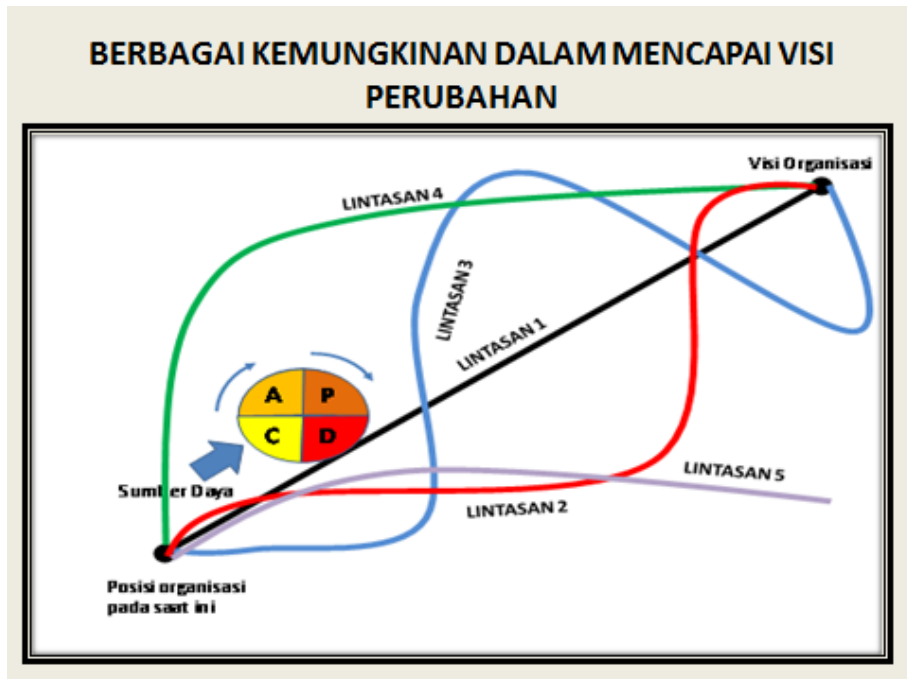 BERBAGAI KEMUNGKINAN DALAM MENCAPAI VISI
PERUBAHAN
Visi Organisasi
LINTASAN 4
LINTASAN 3
LINTASAN 1
A P
C D
Sumber Daya
LINTASAN 5
LINTASAN 2
Posisi organisasi
pada saat ini